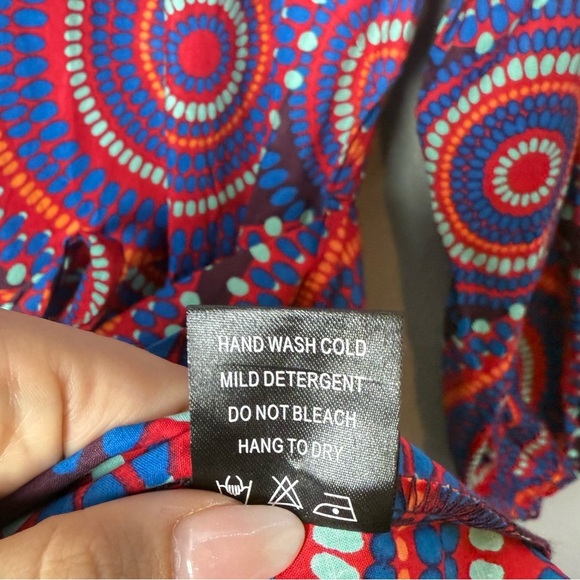 HAND WASH COLD
MILD DETERGENT
DO NOT BLEACH
HANG TO DRY